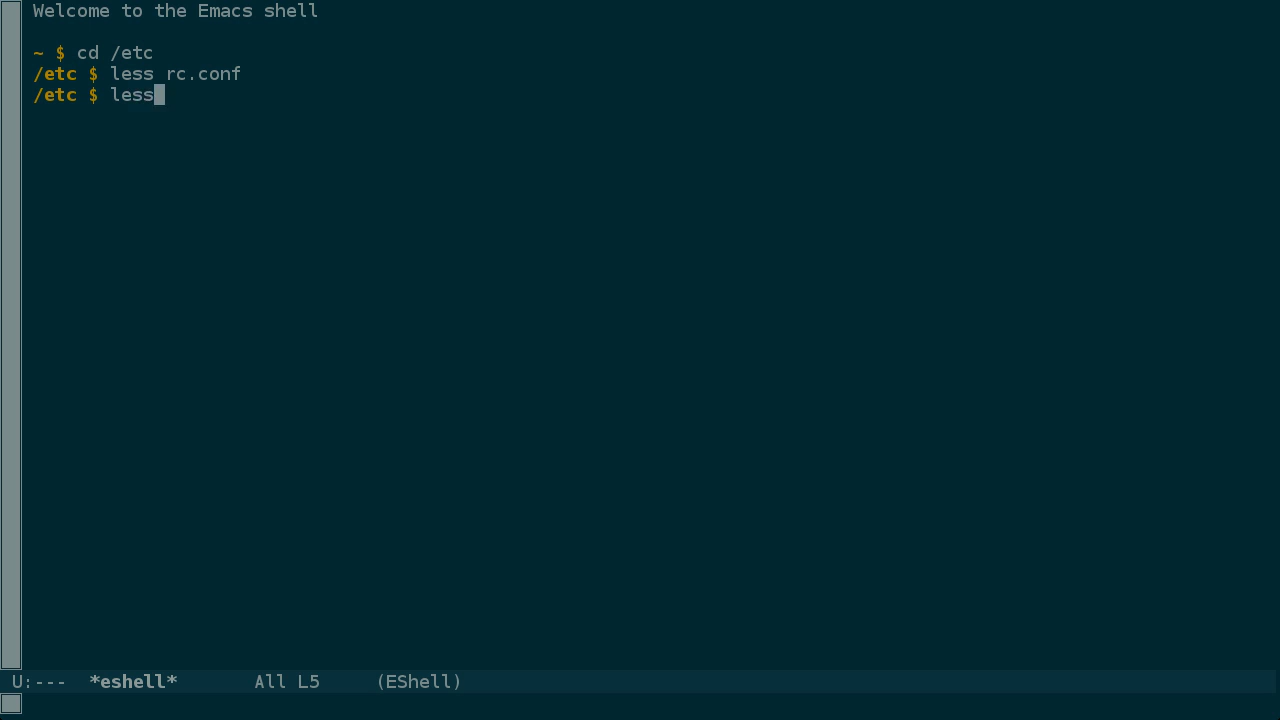 Welcome to the Emacs shell
~ $ cd /etc
/etc $ less rc.conf
/etc $ less
U:--- *eshell* All L5 (EShell)